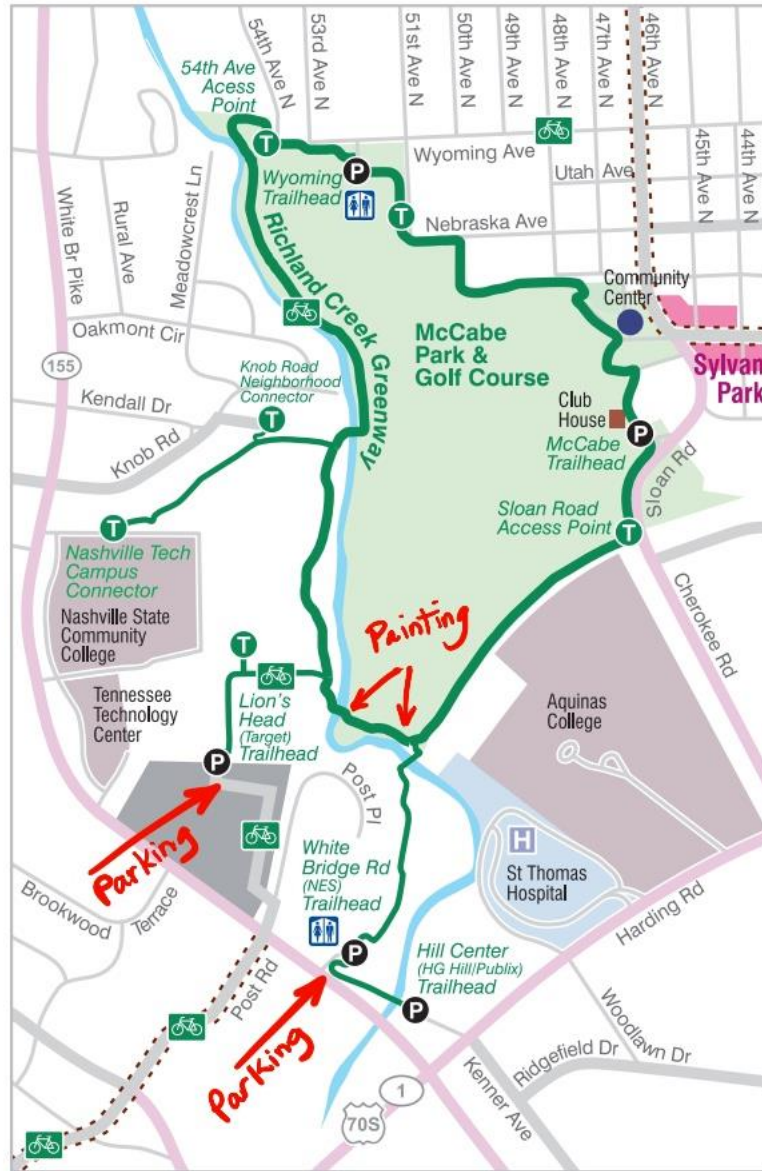 54th Ave N
53rd Ave N
51st Ave N
50th Ave N
49th Ave N
48th Ave N
47th Ave N
46th Ave N
45th Ave N
44th Ave N
54th Ave
Acess
Point
T
P
Wyoming
Trailhead
Wyoming Ave
Utah Ave
T
Nebraska Ave
White Br Pike
Rural Ave
Meadowcrest Ln
Richland Creek Greenway
Community
Center
McCabe
Park &
Golf Course
Sylvan
Park
Oakmont Cir
155
Knob Road
Neighborhood
Connector
T
Kendall Dr
Knob Rd
Club
House
P
McCabe
Trailhead
Sloan Rd
Sloan Road
Access Point
T
T
Nashville Tech
Campus
Connector
Nashville State
Community
College
Cherokee Rd
Painting
T
Lion's
Head
(Target)
Trailhead
Tennessee
Technology
Center
P
Aquinas
College
Post Pl
Parking
White
Bridge Rd
(NES)
Trailhead
H
St Thomas
Hospital
Harding Rd
Brookwood
Terrace
P
Hill Center
(HG Hill/Publix)
Trailhead
P
Post Rd
Parking
Woodlawn Dr
Ridgefield Dr
Kenner Ave
1
70S